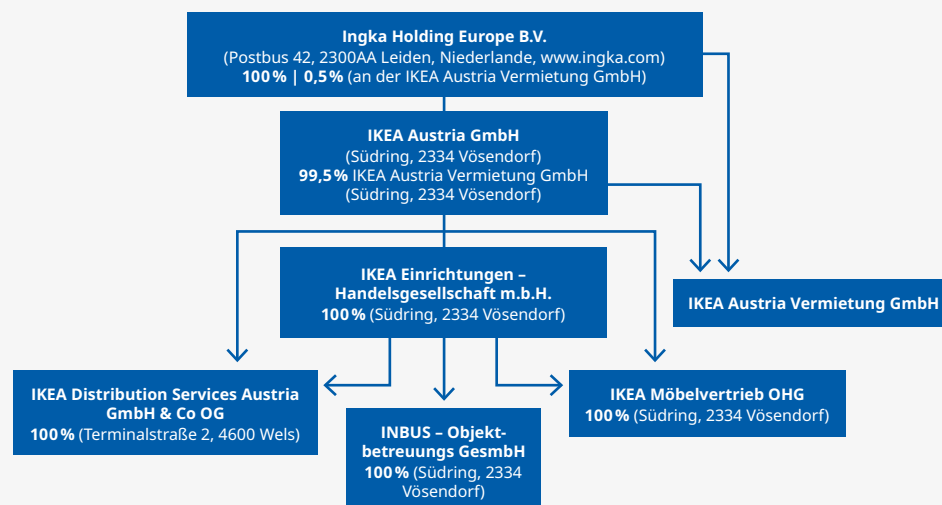 Ingka Holding Europe B.V.
(Postbus 42, 2300AA Leiden, Niederlande, www.ingka.com)
100% | 0,5% (an der IKEA Austria Vermietung GmbH)
IKEA Austria GmbH
(Südring, 2334 Vösendorf)
99,5% IKEA Austria Vermietung GmbH
(Südring, 2334 Vösendorf)
IKEA Einrichtungen –
Handelsgesellschaft m.b.H.
100% (Südring, 2334 Vösendorf)
IKEA Austria Vermietung GmbH
IKEA Distribution Services Austria
GmbH & Co OG
100% (Terminalstraße 2, 4600 Wels)
INBUS – Objekt-
betreuungs GesmbH
100% (Südring, 2334
Vösendorf)
IKEA Möbelvertrieb OHG
100% (Südring, 2334 Vösendorf)